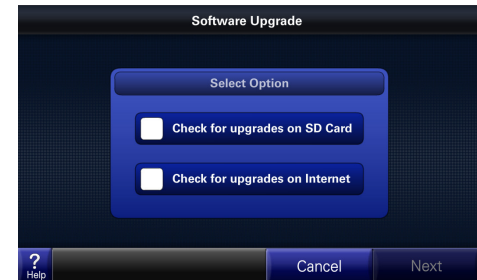 Software Upgrade
Select Option
Check for upgrades on SD Card
Check for upgrades on Internet
?
Help
Cancel
Next